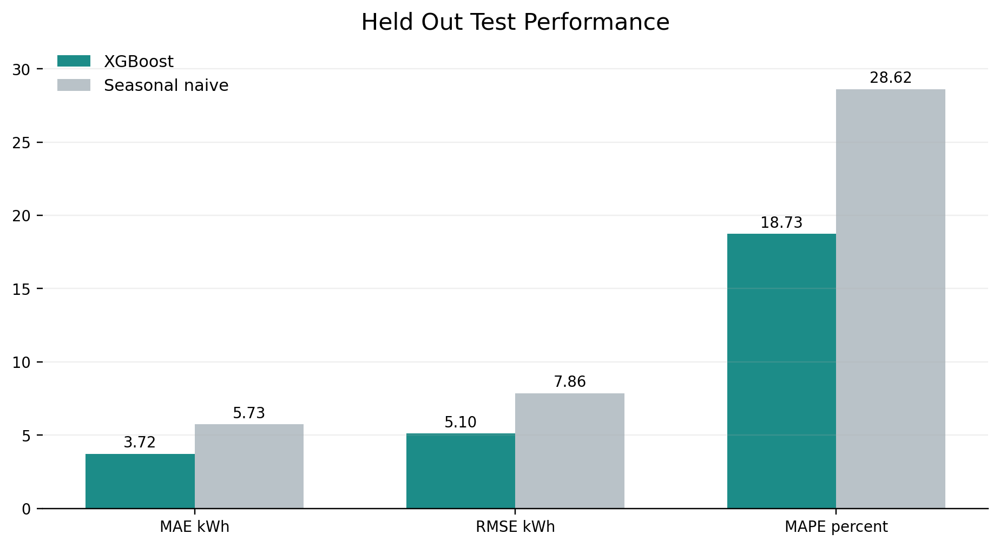 Held Out Test Performance
XGBoost
Seasonal naive
30
25
20
15
10
5
0
3.72
5.73
5.10
7.86
18.73
28.62
MAE kWh
RMSE kWh
MAPE percent